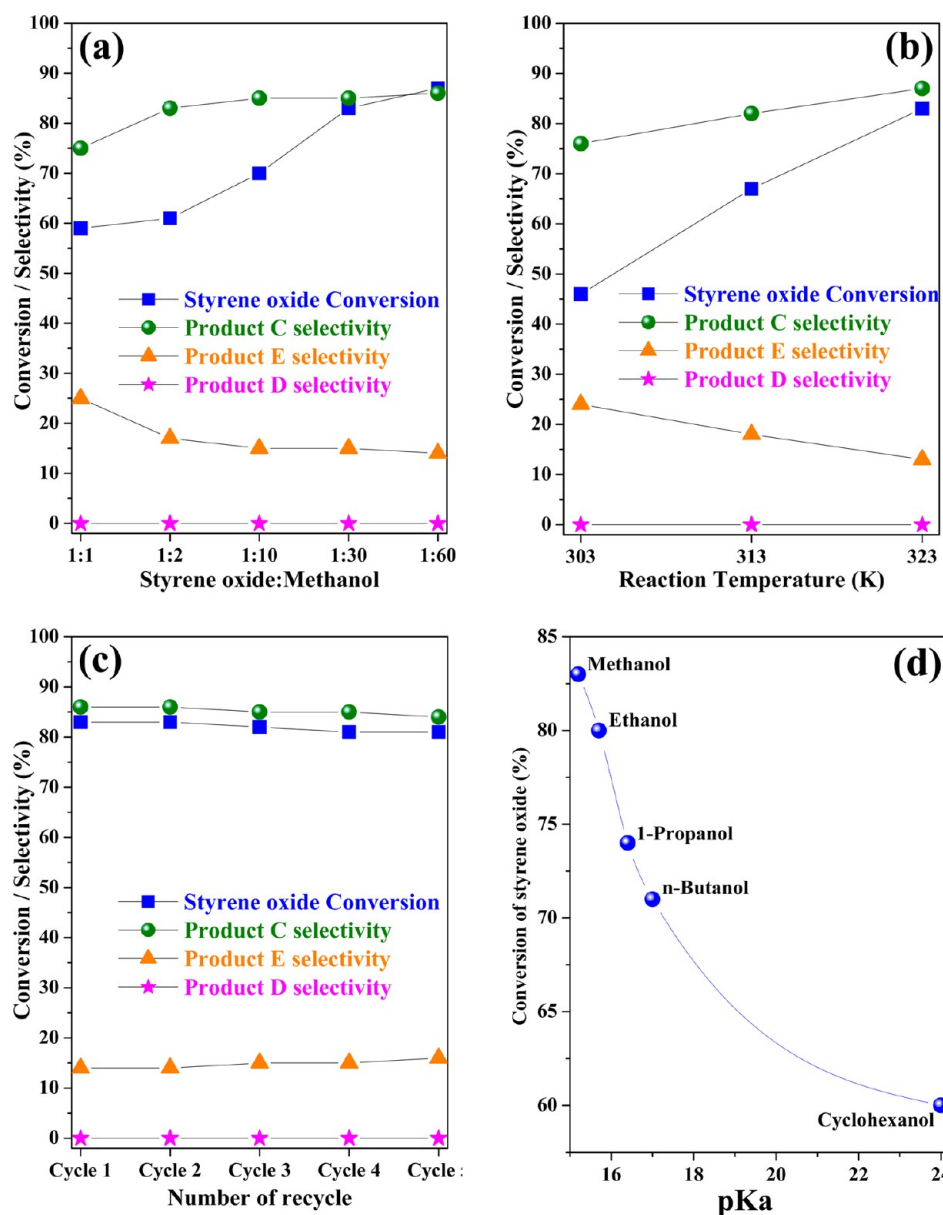 (a)
Conversion / Selectivity (%)
100
90
80
70
60
50
40
30
20
10
0
Styrene oxide Conversion
Product C selectivity
Product E selectivity
Product D selectivity
1:1 1:2 1:10 1:30 1:60
Styrene oxide:Methanol
(b)
Conversion / Selectivity (%)
100
90
80
70
60
50
40
30
20
10
0
Styrene oxide Conversion
Product C selectivity
Product E selectivity
Product D selectivity
303 313 323
Reaction Temperature (K)
(c)
Conversion / Selectivity (%)
100
90
80
70
60
50
40
30
20
10
0
Styrene oxide Conversion
Product C selectivity
Product E selectivity
Product D selectivity
Cycle 1 Cycle 2 Cycle 3 Cycle 4 Cycle
Number of recycle
(d)
Conversion of styrene oxide (%)
85
80
75
70
65
60
Methanol
Ethanol
1-Propanol
n-Butanol
Cyclohexanol
16 18 20 22 24
pKa